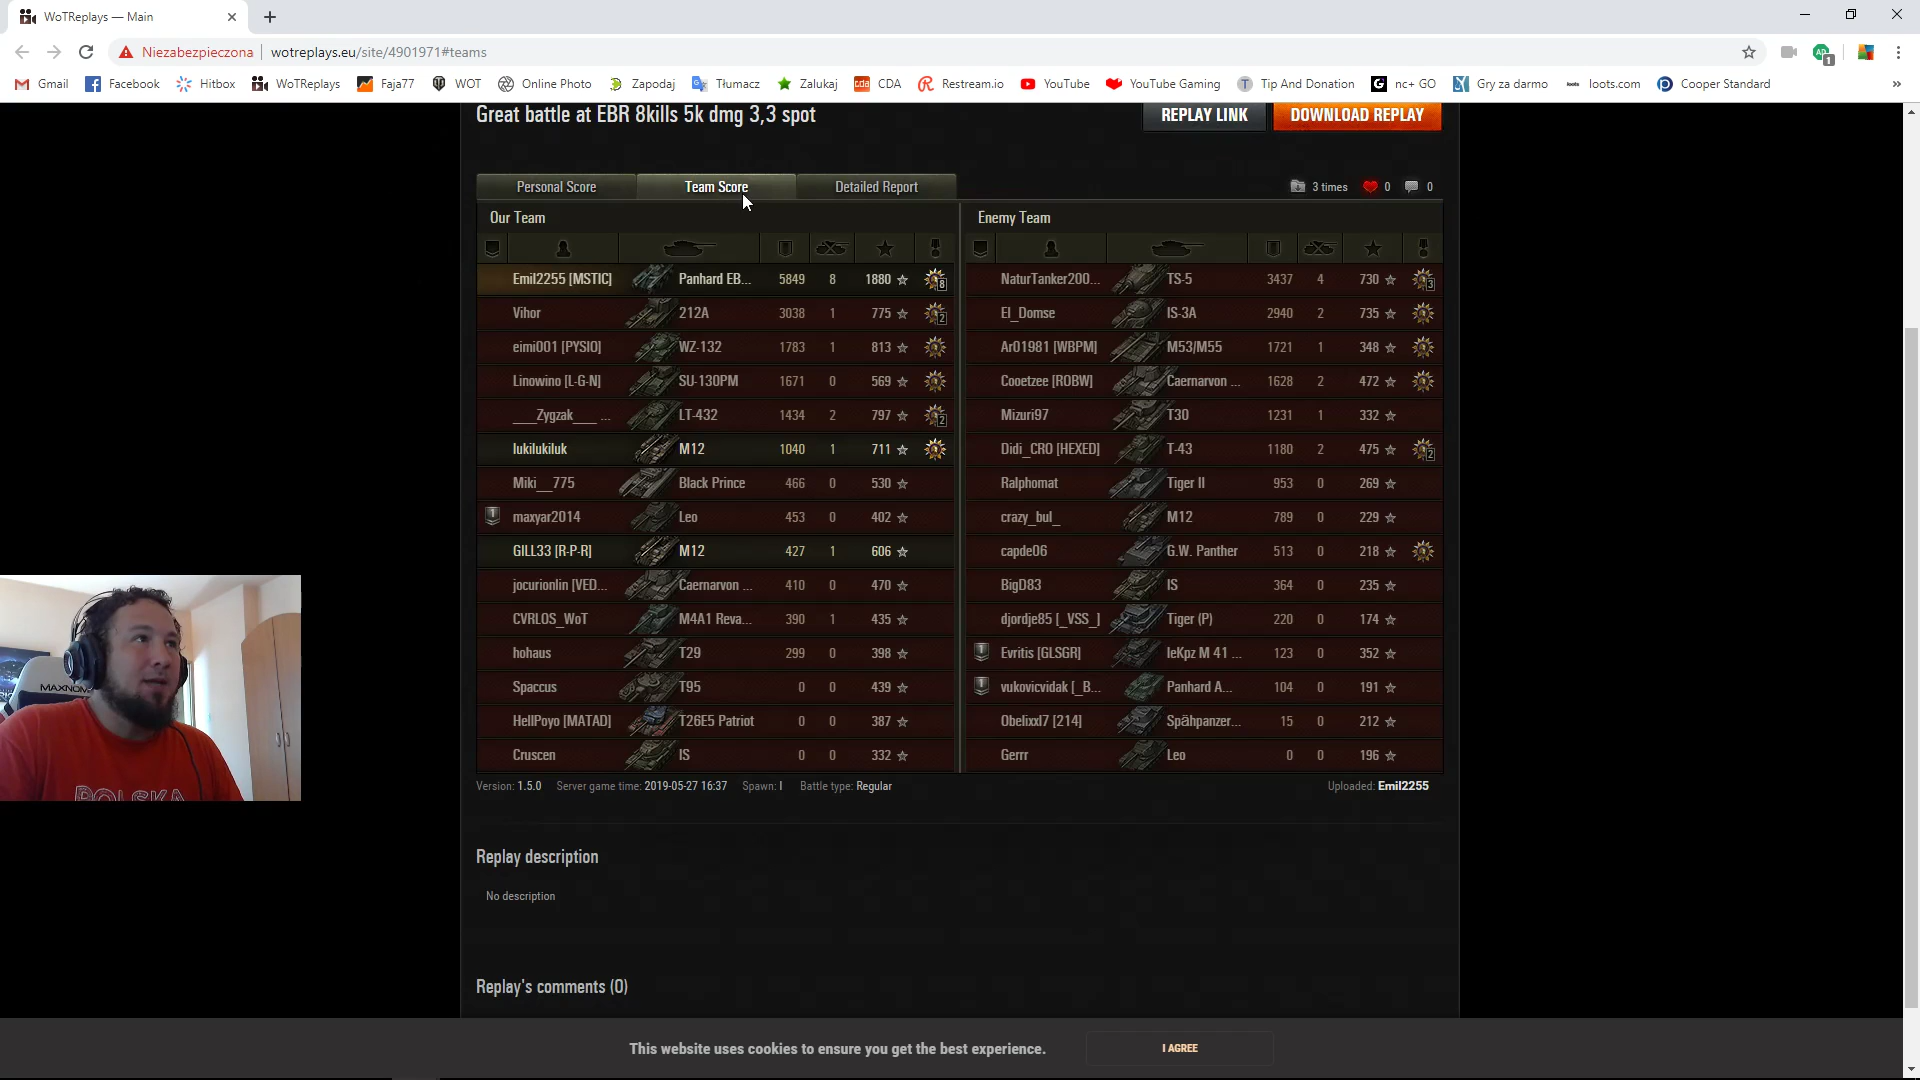 WoTReplays — Main
Niezabezpieczona wotreplays.eu/site/4901971#teams
Gmail Facebook Hitbox WoTReplays Faja77 WOT Online Photo Zapodaj Tłumacz Zalukaj CDA Restream.io YouTube YouTube Gaming Tip And Donation nc+ GO Gry za darmo loots.com Cooper Standard »
Great battle at EBR 8kills 5k dmg 3,3 spot
REPLAY LINK
DOWNLOAD REPLAY
Personal Score Team Score Detailed Report
3 times 0 0
Our Team
Emil2255 [MSTIC] Panhard EB... 5849 8 1880 8
Vihor 212A 3038 1 775 2
eimi001 [PYSIO] WZ-132 1783 1 813
Linowino [L-G-N] SU-130PM 1671 0 569
___Zygzak___ ... LT-432 1434 2 797 2
lukilukiluk M12 1040 1 711
Miki__775 Black Prince 466 0 530
1 maxyar2014 Leo 453 0 402
GILL33 [R-P-R] M12 427 1 606
jocurionlin [VED... Caernarvon ... 410 0 470
CVRLOS_WoT M4A1 Reva... 390 1 435
hohaus T29 299 0 398
Spaccus T95 0 0 439
HellPoyo [MATAD] T26E5 Patriot 0 0 387
Cruscen IS 0 0 332
Enemy Team
NaturTanker200... TS-5 3437 4 730 3
El_Domse IS-3A 2940 2 735
Ar01981 [WBPM] M53/M55 1721 1 348
Cooetzee [ROBW] Caernarvon ... 1628 2 472
Mizuri97 T30 1231 1 332
Didi_CRO [HEXED] T-43 1180 2 475 2
Ralphomat Tiger II 953 0 269
crazy_bul_ M12 789 0 229
capde06 G.W. Panther 513 0 218
BigD83 IS 364 0 235
djordje85 [_VSS_] Tiger (P) 220 0 174
1 Evritis [GLSGR] leKpz M 41 ... 123 0 352
1 vukovicvidak [_B... Panhard A... 104 0 191
Obelixxl7 [214] Spähpanzer... 15 0 212
Gerrr Leo 0 0 196
Version: 1.5.0 Server game time: 2019-05-27 16:37 Spawn: I Battle type: Regular
Uploaded: Emil2255
Replay description
No description
Replay's comments (0)
This website uses cookies to ensure you get the best experience.
I AGREE
MAXNOM
POLSKA